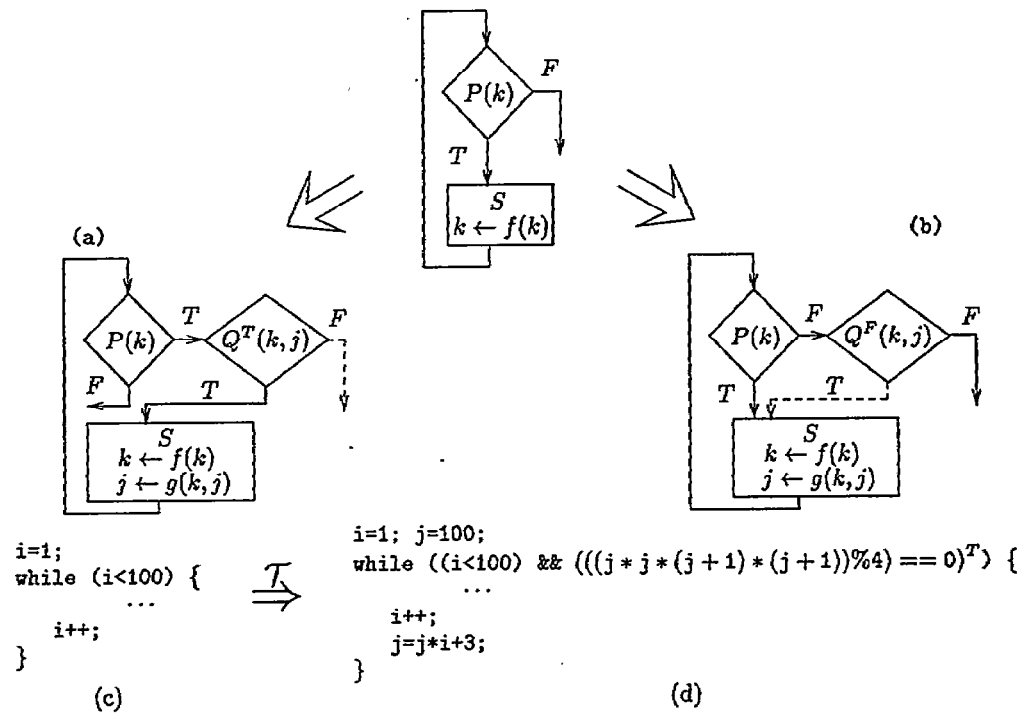 P(k)
F
T
S
k ← f(k)
(a)
P(k)
T
Q^T(k,j)
F
F
T
S
k ← f(k)
j ← g(k,j)
(b)
P(k)
F
Q^F(k,j)
F
T
T
S
k ← f(k)
j ← g(k,j)
i=1;
while (i<100) {
...
i++;
}
(c)
T
i=1; j=100;
while ((i<100) && (((j*j*(j+1)*(j+1))%4) == 0)^T) {
...
i++;
j=j*i+3;
}
(d)